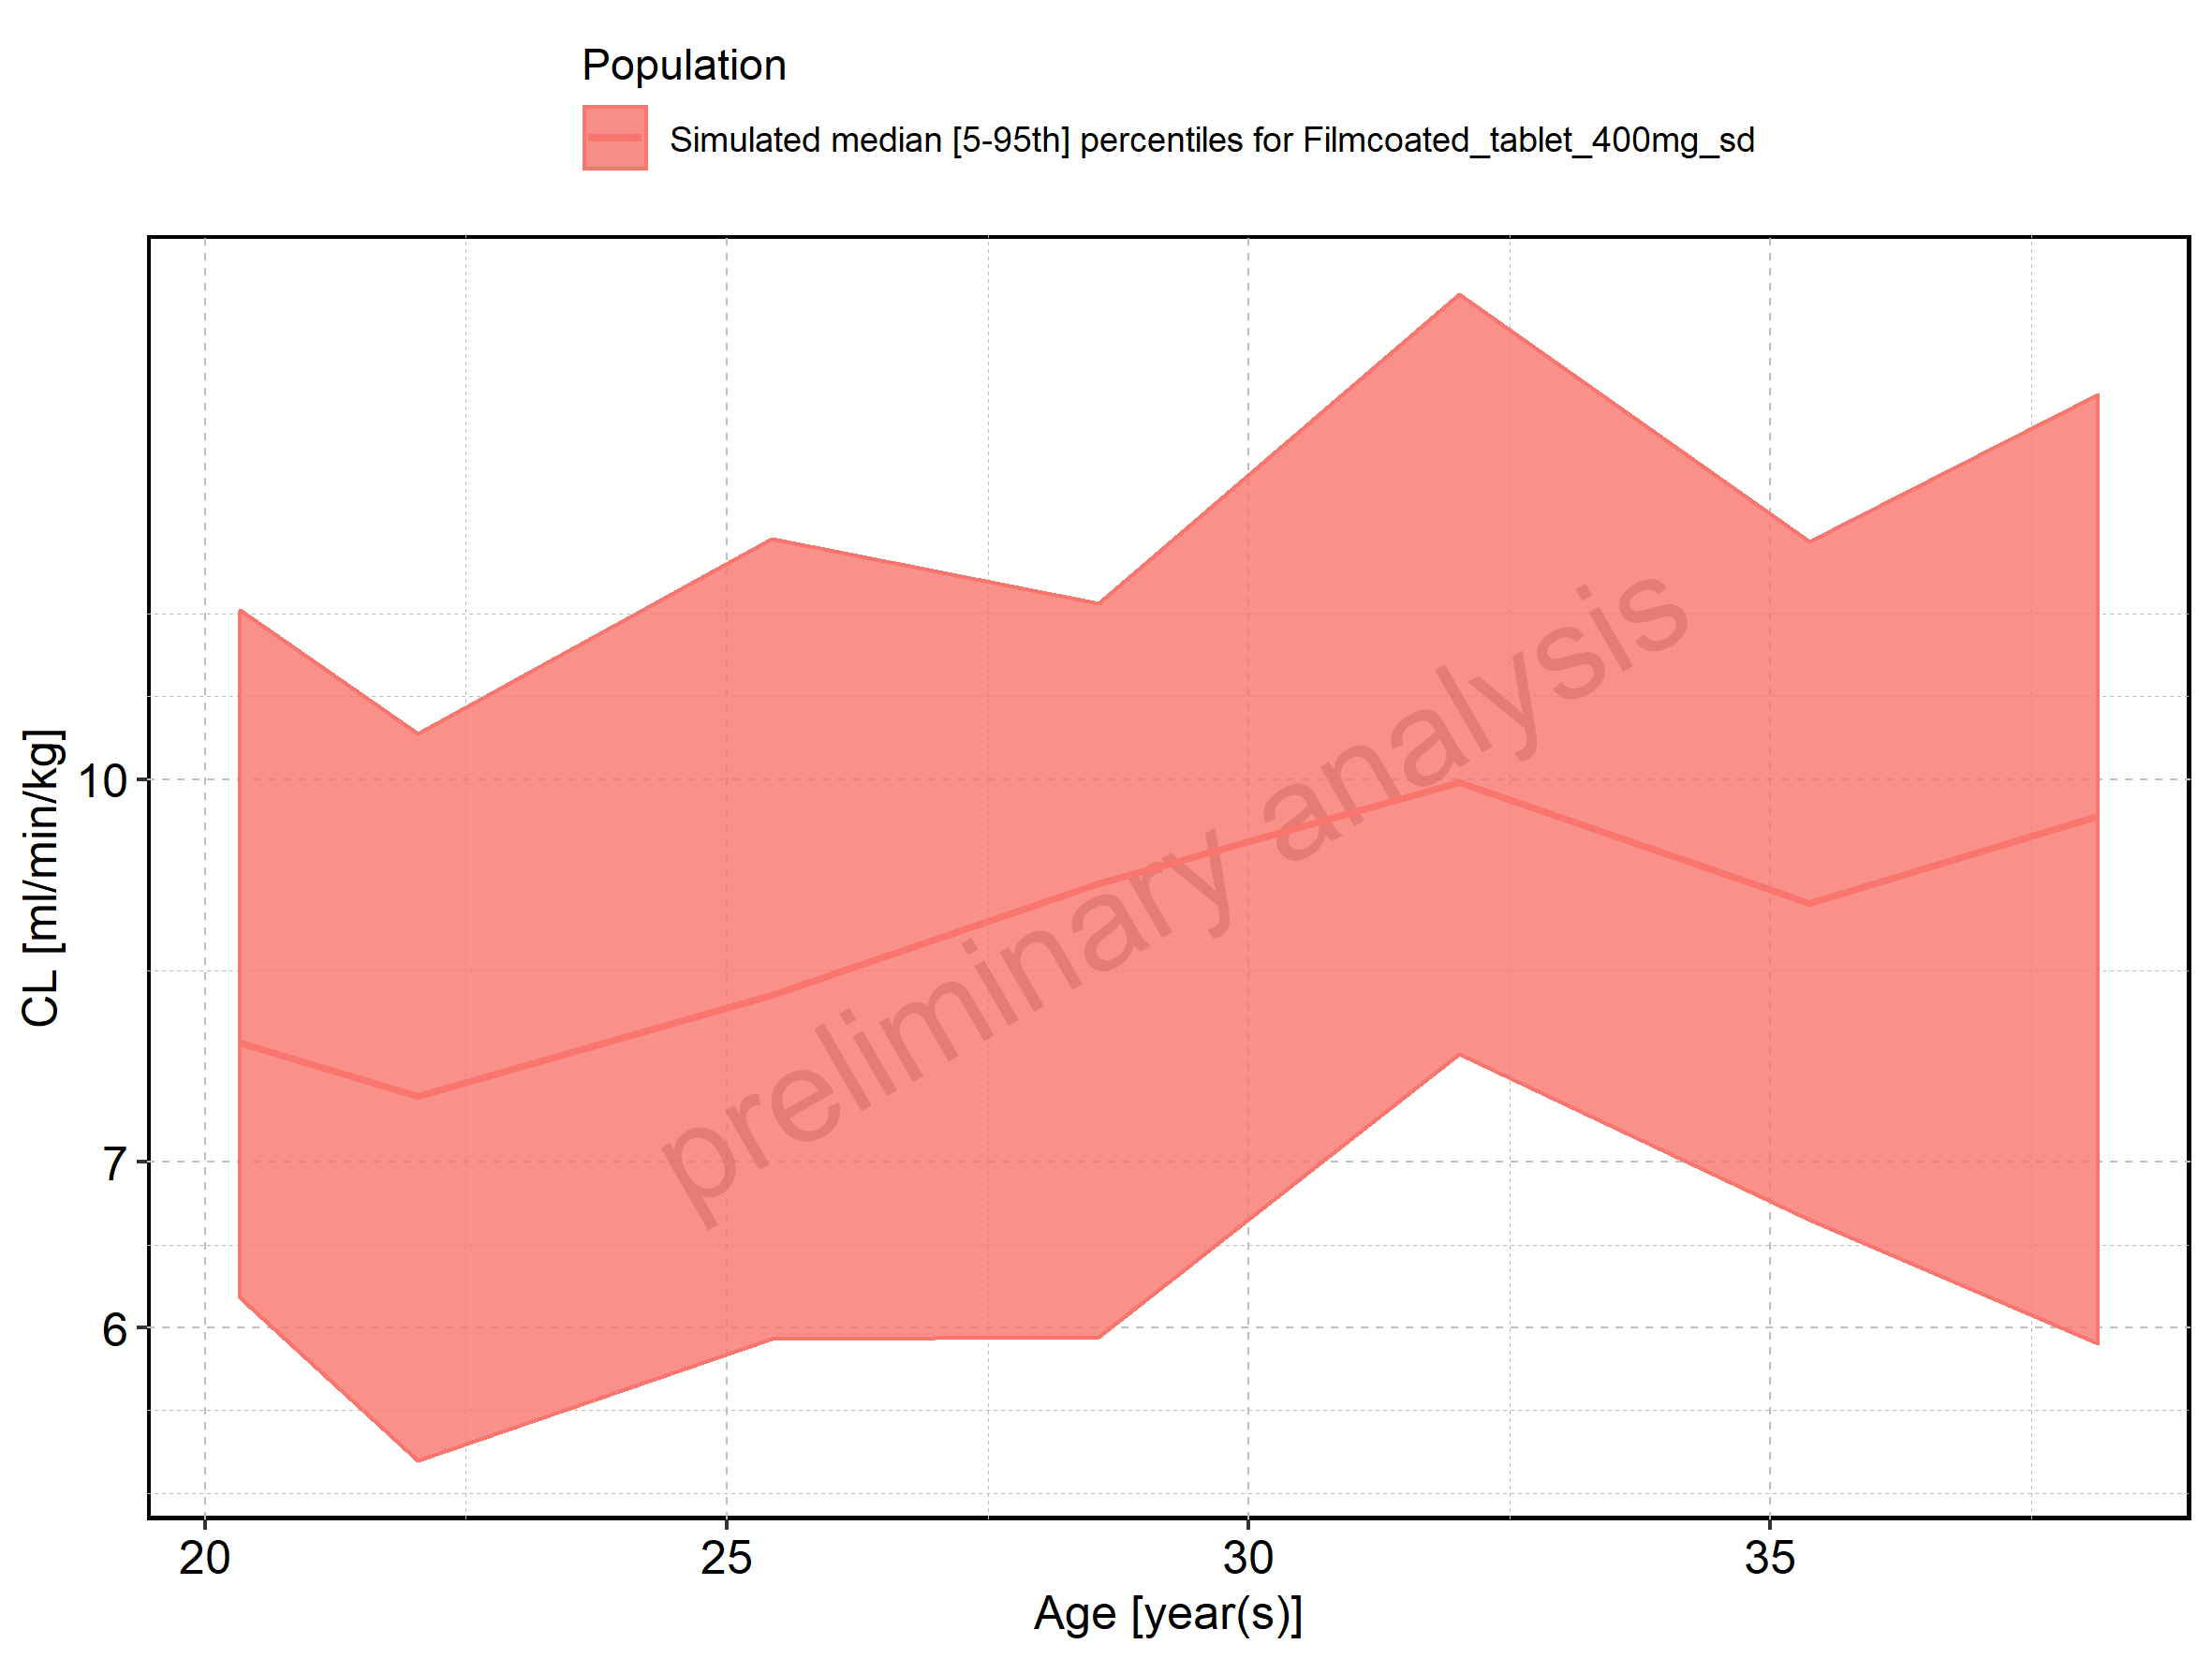 Population
Simulated median [5-95th] percentiles for Filmcoated_tablet_400mg_sd
CL [ml/min/kg]
10
7
6
preliminary analysis
20 25 30 35
Age [year(s)]